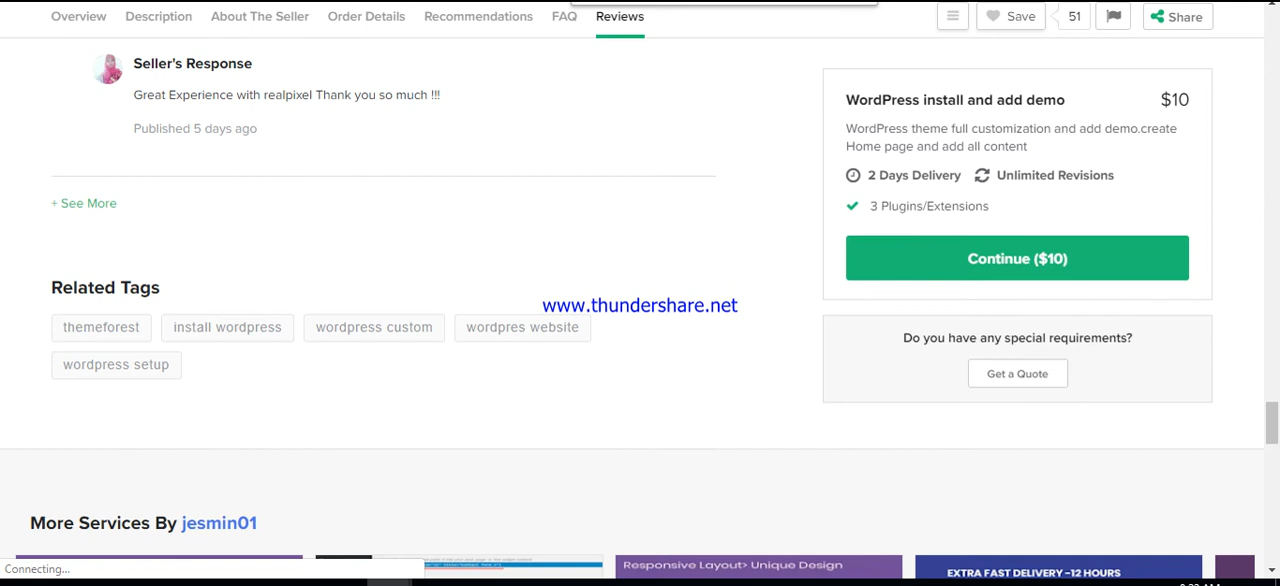 Overview Description About The Seller Order Details Recommendations FAQ Reviews
Save 51 Share
Seller's Response
Great Experience with realpixel Thank you so much !!!
Published 5 days ago
+ See More
WordPress install and add demo $10
WordPress theme full customization and add demo.create
Home page and add all content
2 Days Delivery Unlimited Revisions
3 Plugins/Extensions
Continue ($10)
Do you have any special requirements?
Get a Quote
Related Tags
www.thundershare.net
themeforest install wordpress wordpress custom wordpres website
wordpress setup
More Services By jesmin01
Responsive Layout> Unique Design
EXTRA FAST DELIVERY -12 HOURS
Connecting...